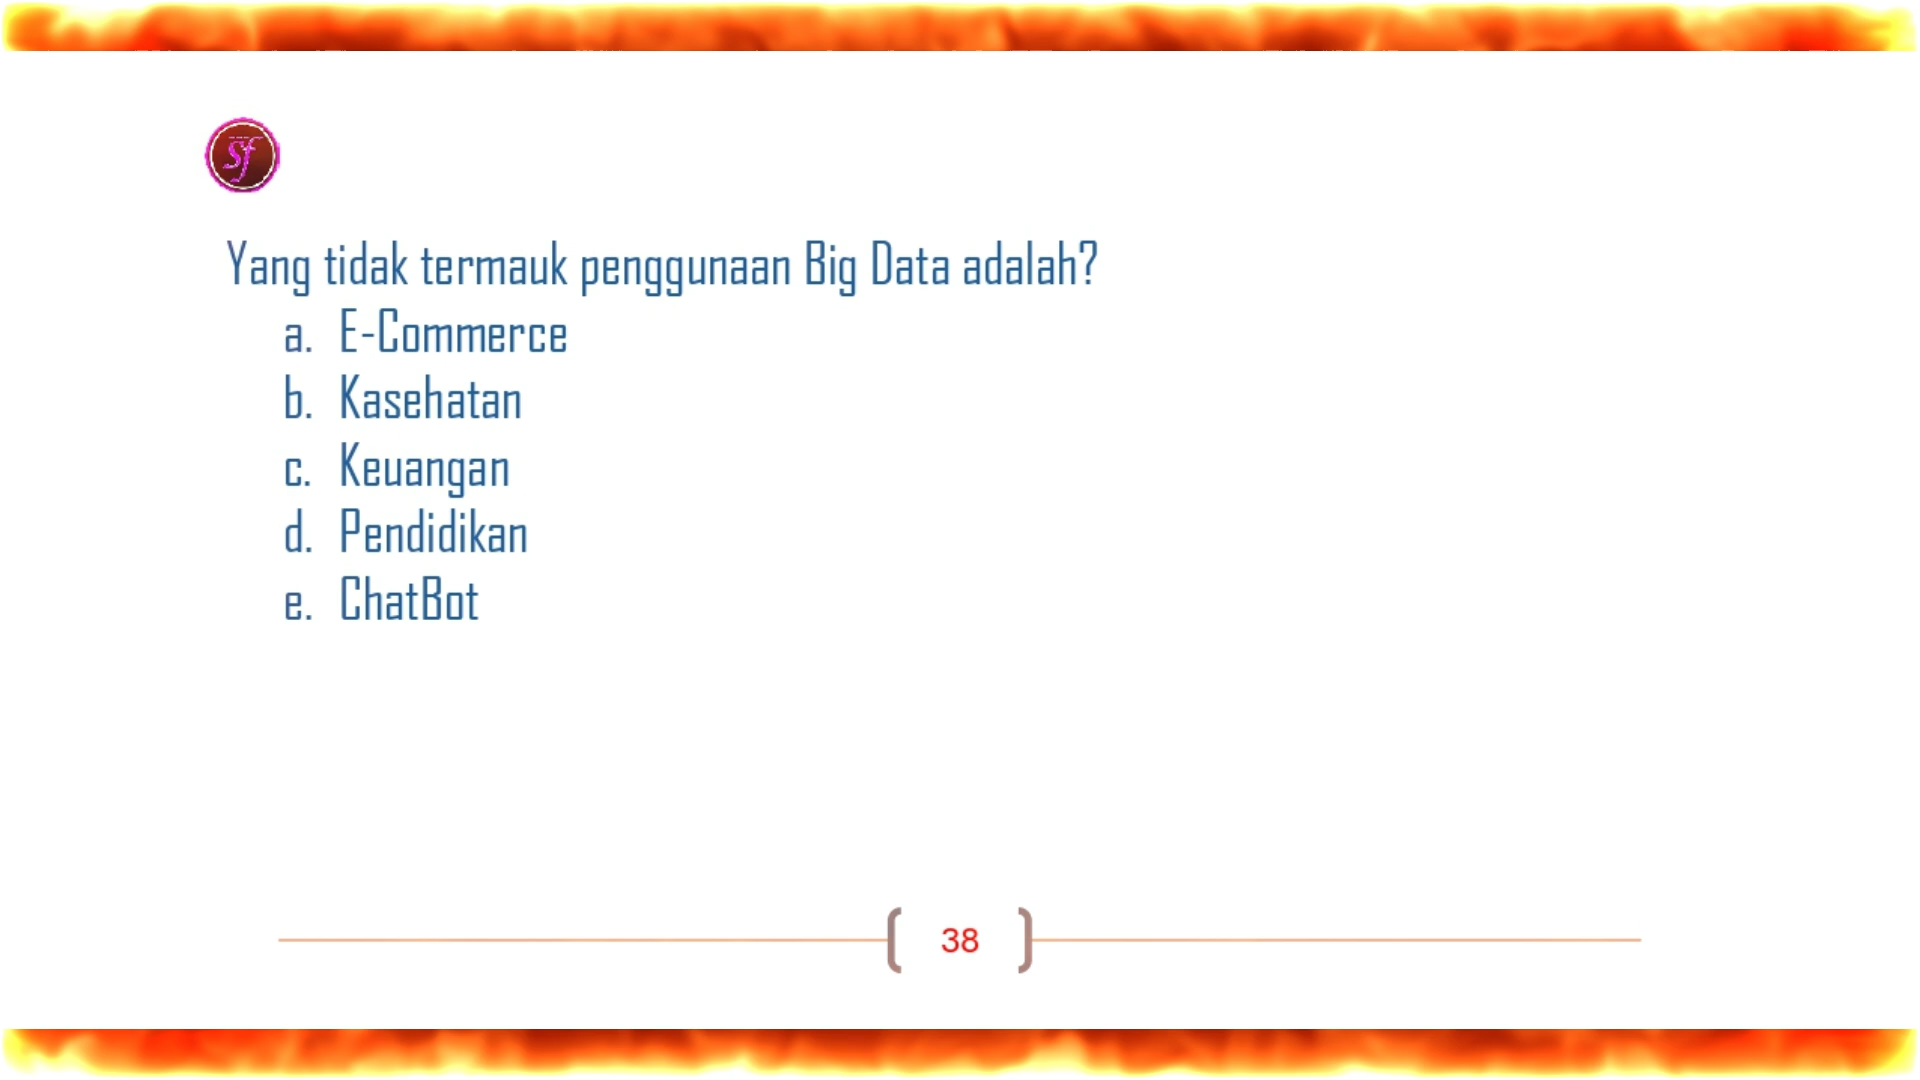 Sf
Yang tidak termauk penggunaan Big Data adalah?
a. E-Commerce
b. Kasehatan
c. Keuangan
d. Pendidikan
e. ChatBot
38